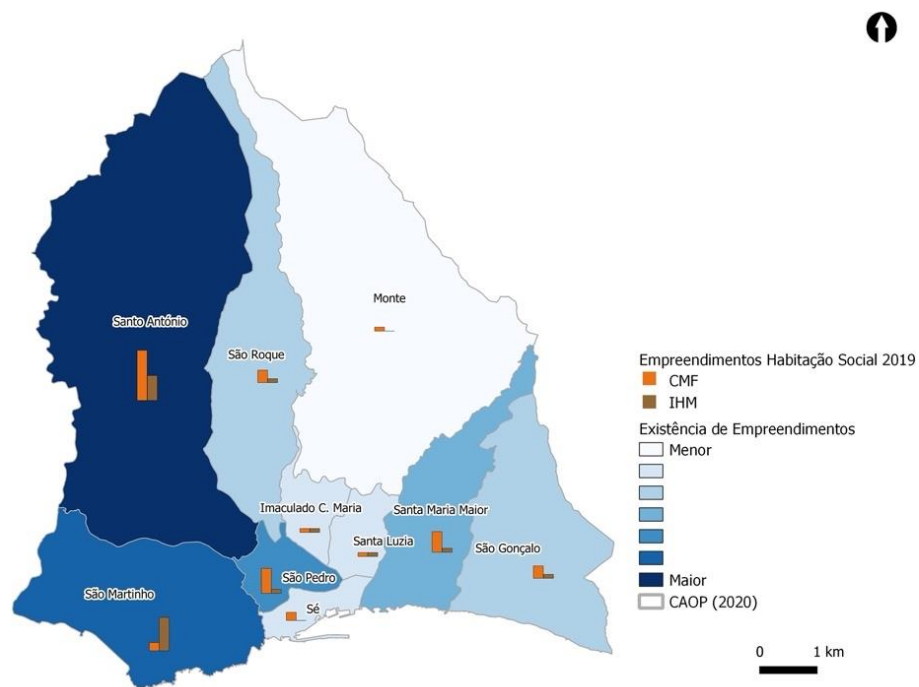 Monte
Santo António
São Roque
Empreendimentos Habitação Social 2019
CMF
IHM
Existência de Empreendimentos
Menor
Imaculado C. Maria
Santa Maria Maior
Santa Luzia
São Gonçalo
São Pedro
Maior
São Martinho
Sé
CAOP (2020)
0 1 km